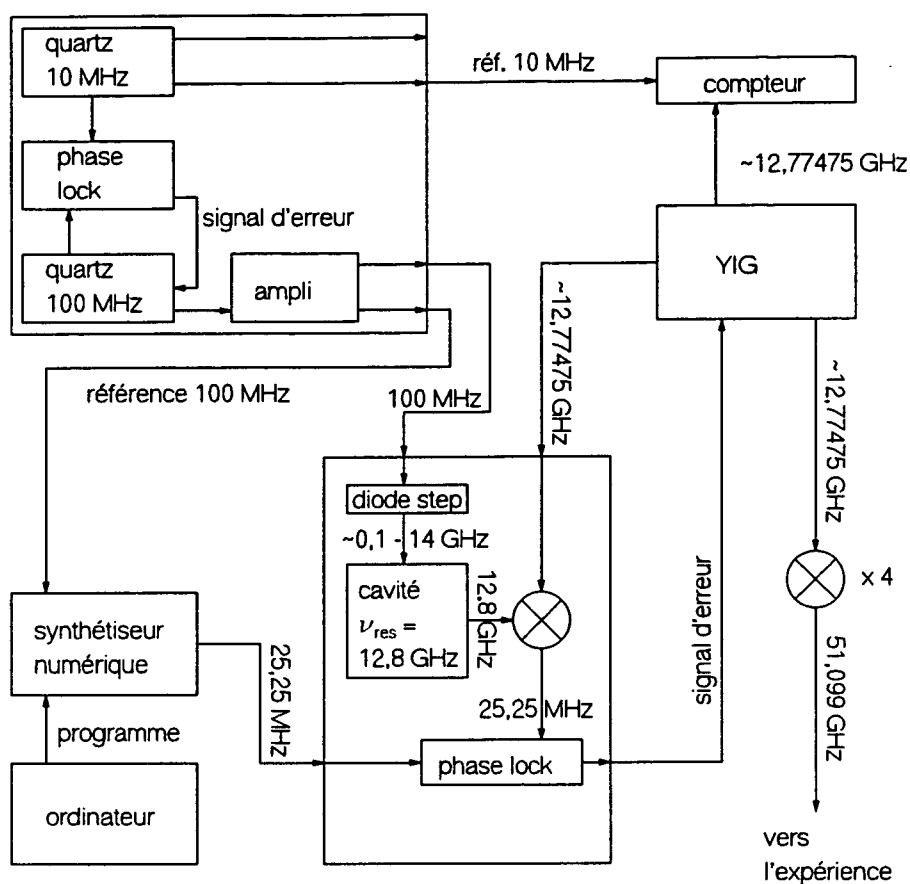 quartz
10 MHz
réf. 10 MHz
compteur
phase
lock
~12,77475 GHz
signal d'erreur
quartz
100 MHz
ampli
YIG
~12,77475 GHz
~12,77475 GHz
référence 100 MHz
100 MHz
diode step
~0,1 - 14 GHz
cavité
νres =
12,8 GHz
12.8 GHz
x 4
synthétiseur
numérique
25,25 MHz
signal d'erreur
51,099 GHz
25,25 MHz
programme
phase lock
ordinateur
vers
l'expérience